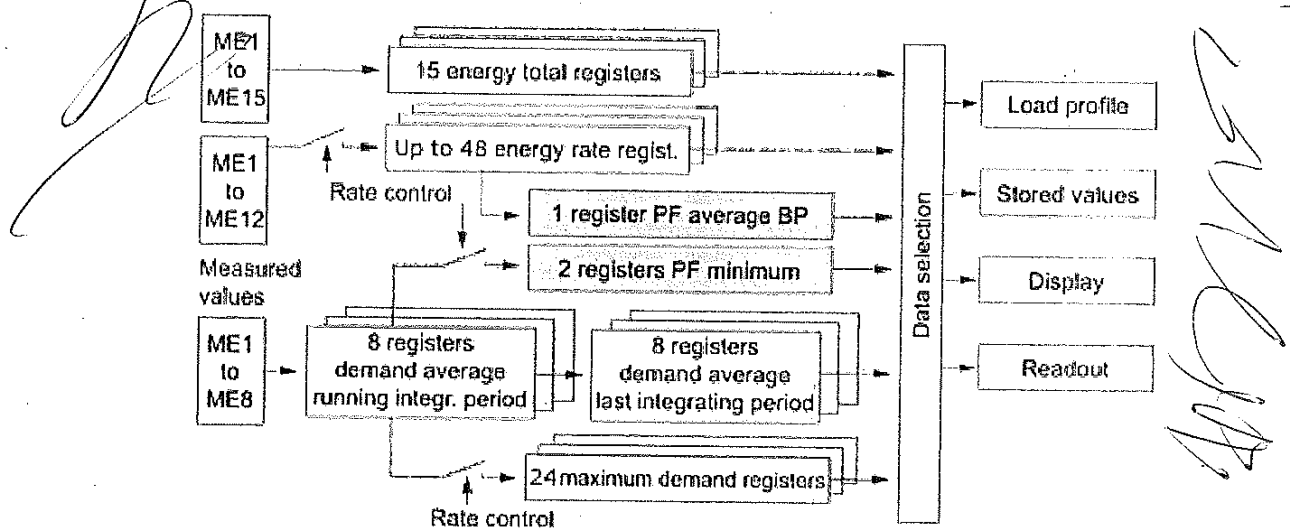 ME1
to
ME15
15 energy total registers
ME1
to
ME12
Up to 48 energy rate regist.
Rate control
1 register PF average BP
2 registers PF minimum
Measured
values
ME1
to
ME8
8 registers
demand average
running integr. period
8 registers
demand average
last integrating period
24 maximum demand registers
Rate control
Data selection
Load profile
Stored values
Display
Readout